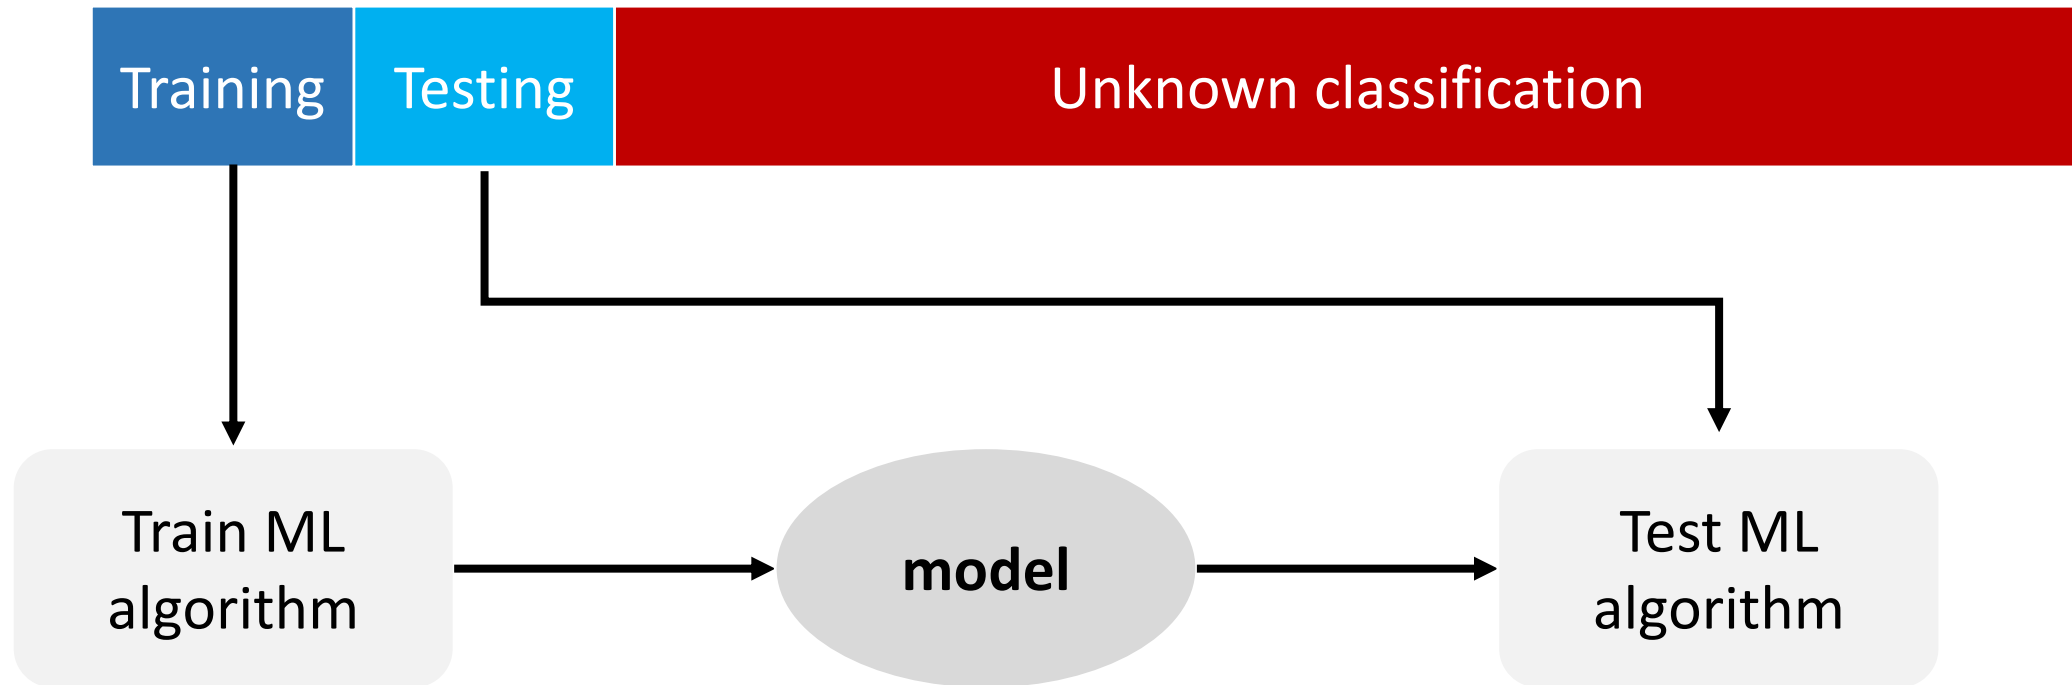 Training
Testing
Unknown classification
Train ML
algorithm
model
Test ML
algorithm